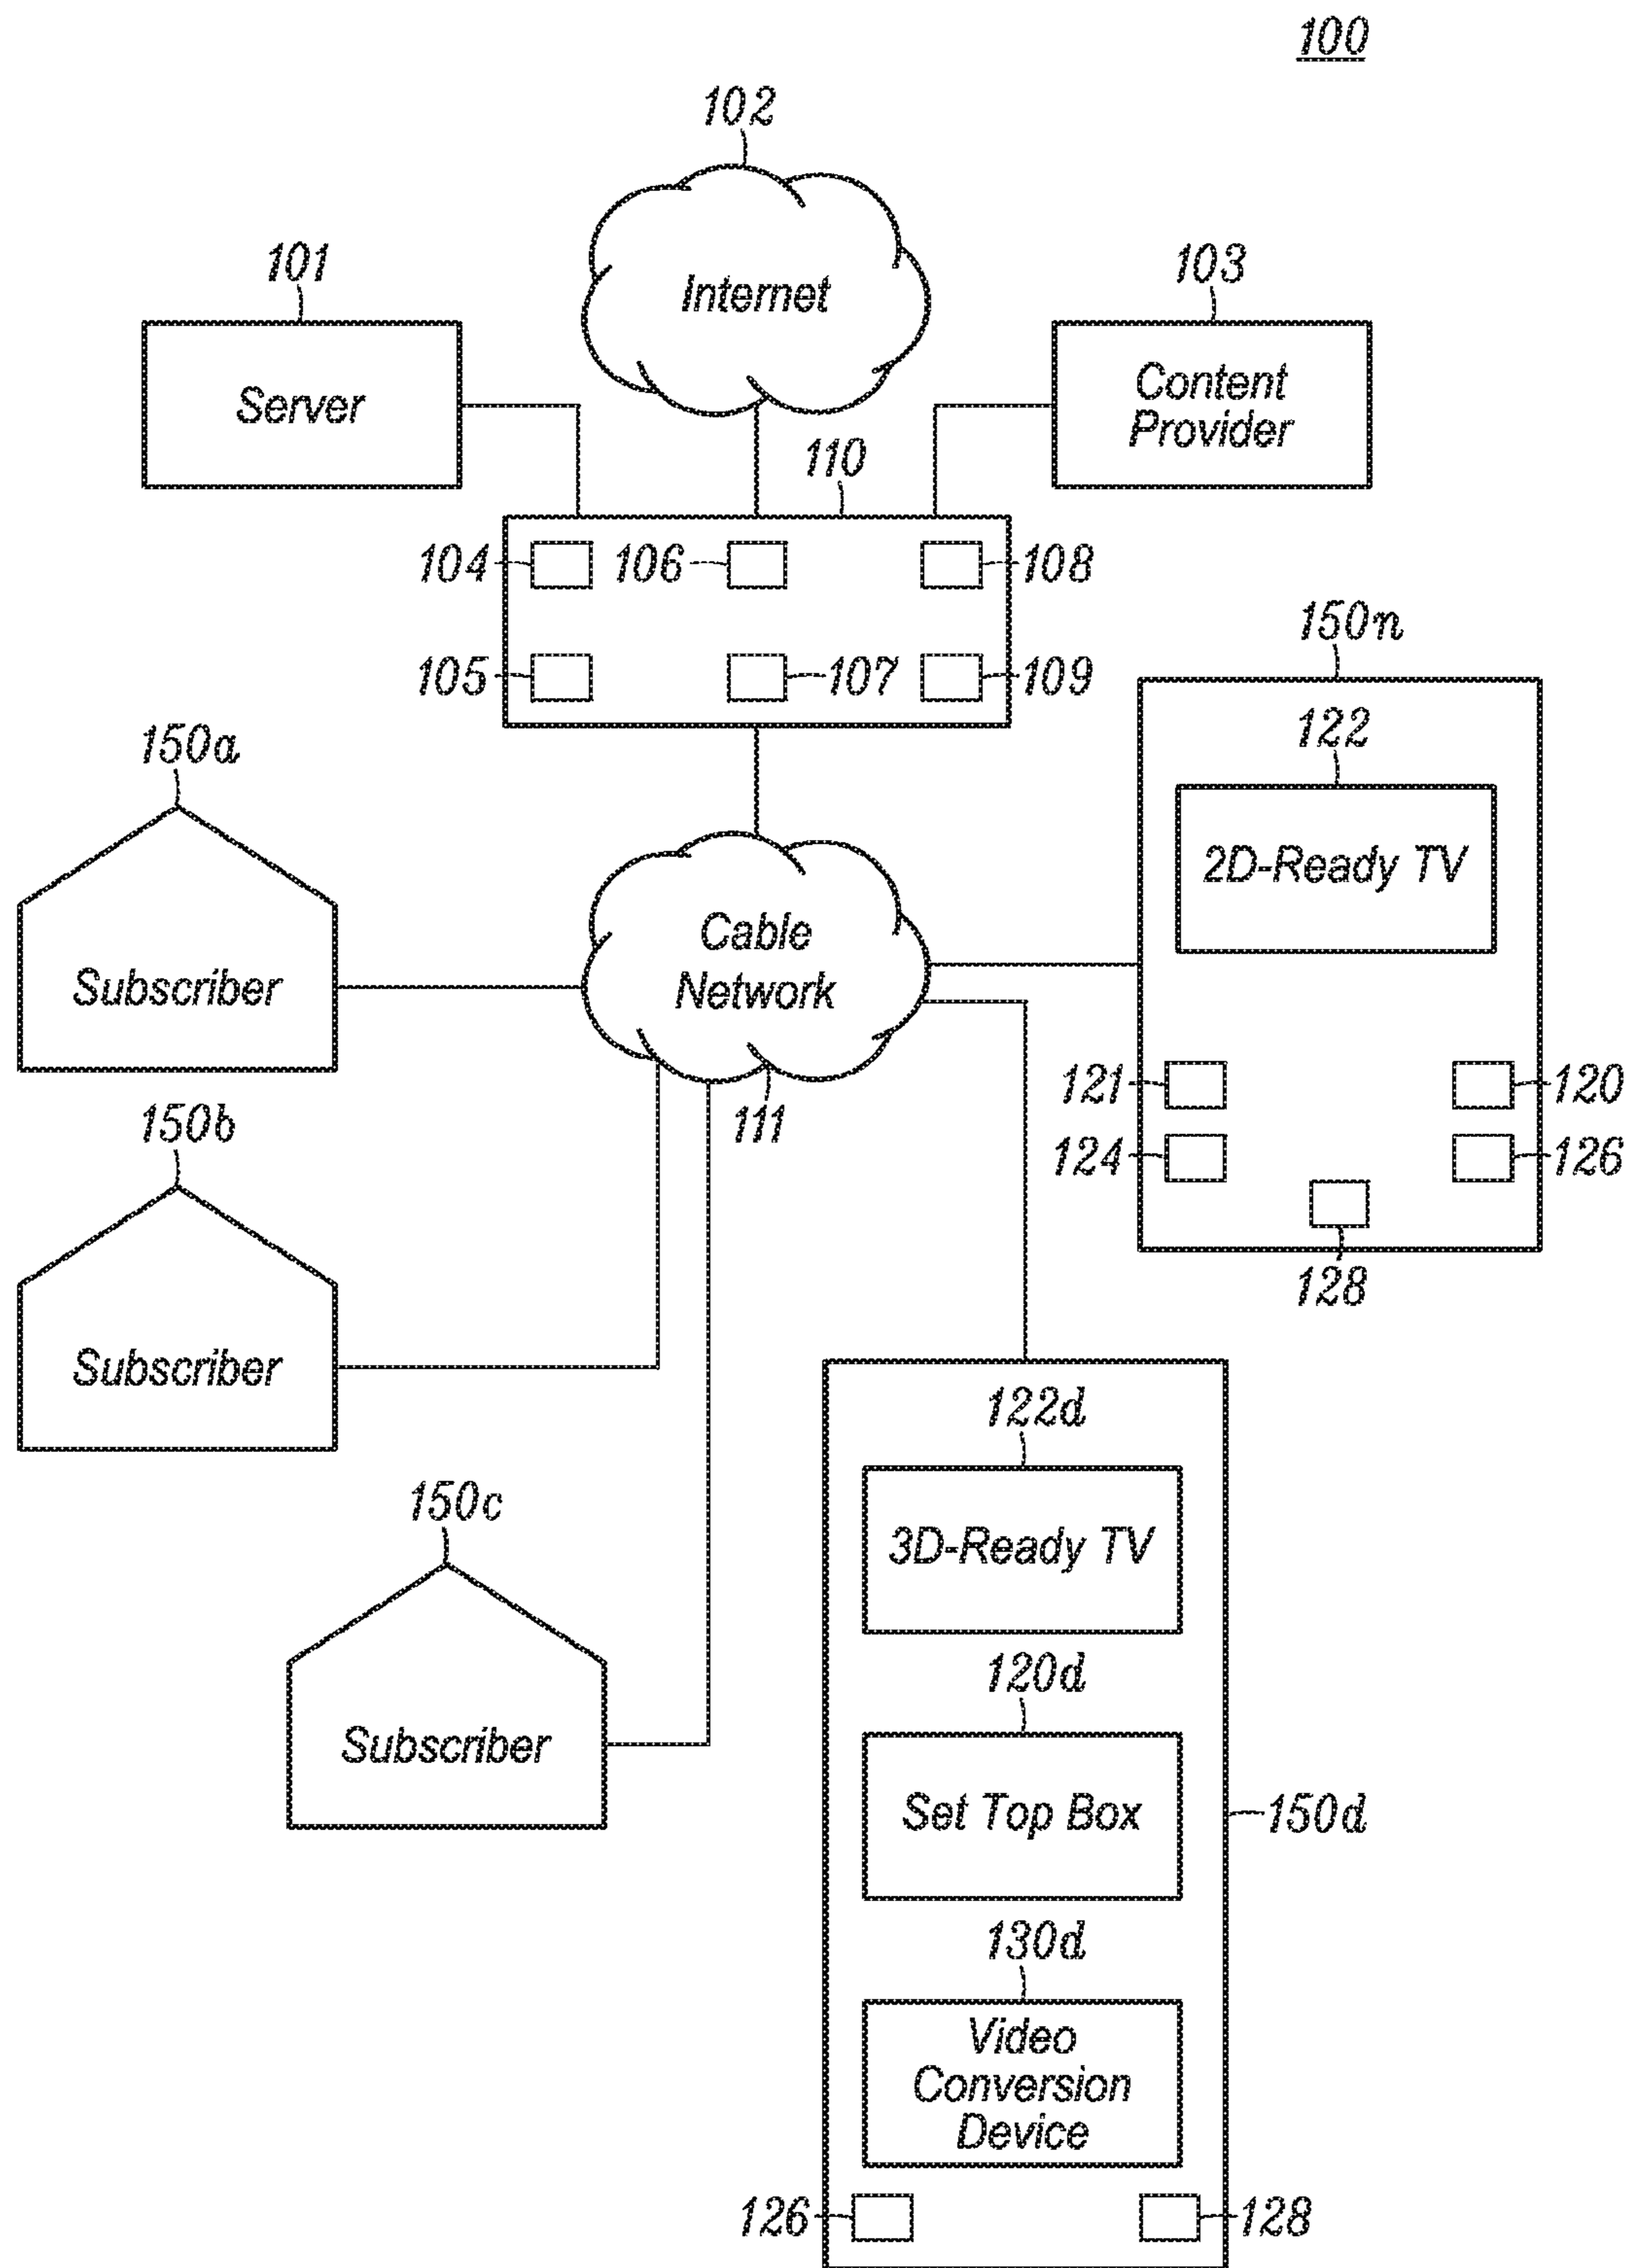 100
102
101
103
Internet
Server
Content
Provider
110
104
106
108
105
107
109
150n
150a
122
2D-Ready TV
Cable
Network
Subscriber
121
120
111
150b
124
126
128
Subscriber
122d
150c
3D-Ready TV
120d
Subscriber
Set Top Box
150d
130d
Video
Conversion
Device
126
128